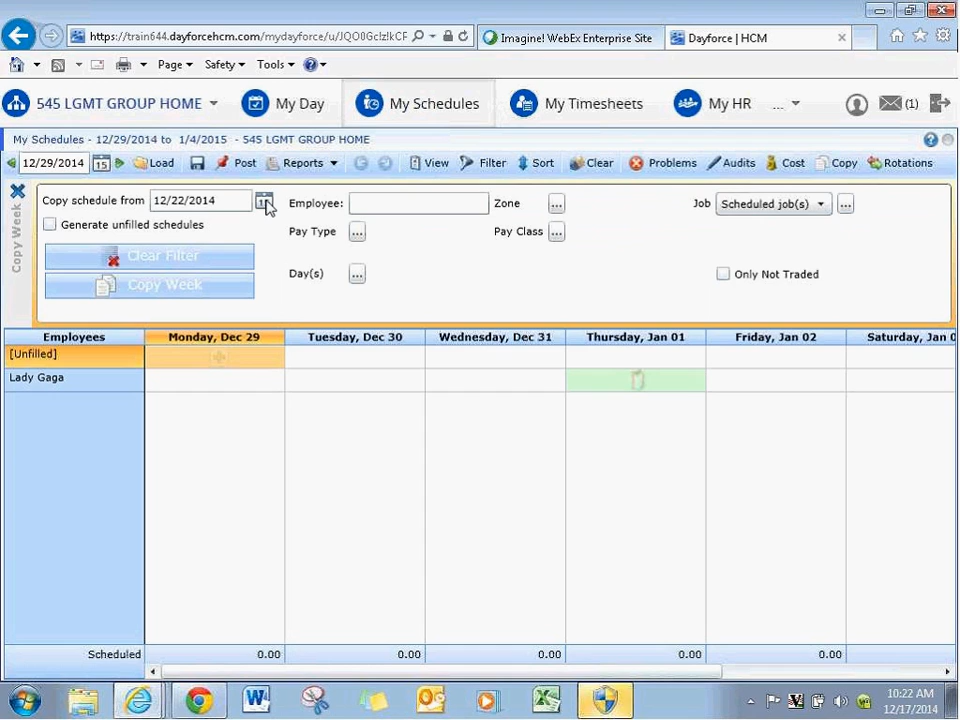 https://train644.dayforcehcm.com/mydayforce/u/JQO0Gclzlk CF
Imagine! WebEx Enterprise Site
Dayforce | HCM
Page Safety Tools
545 LGMT GROUP HOME My Day My Schedules My Timesheets My HR ... (1)
My Schedules - 12/29/2014 to 1/4/2015 - 545 LGMT GROUP HOME
12/29/2014 15 Load Post Reports View Filter Sort Clear Problems Audits Cost Copy Rotations
Copy Week
Copy schedule from 12/22/2014 Employee: Zone ... Job Scheduled job(s) ...
Generate unfilled schedules Pay Type ... Pay Class ...
Clear Filter
Day(s) ... Only Not Traded
Copy Week
Employees Monday, Dec 29 Tuesday, Dec 30 Wednesday, Dec 31 Thursday, Jan 01 Friday, Jan 02 Saturday, Jan 0
[Unfilled]
Lady Gaga
Scheduled 0.00 0.00 0.00 0.00 0.00
10:22 AM
12/17/2014